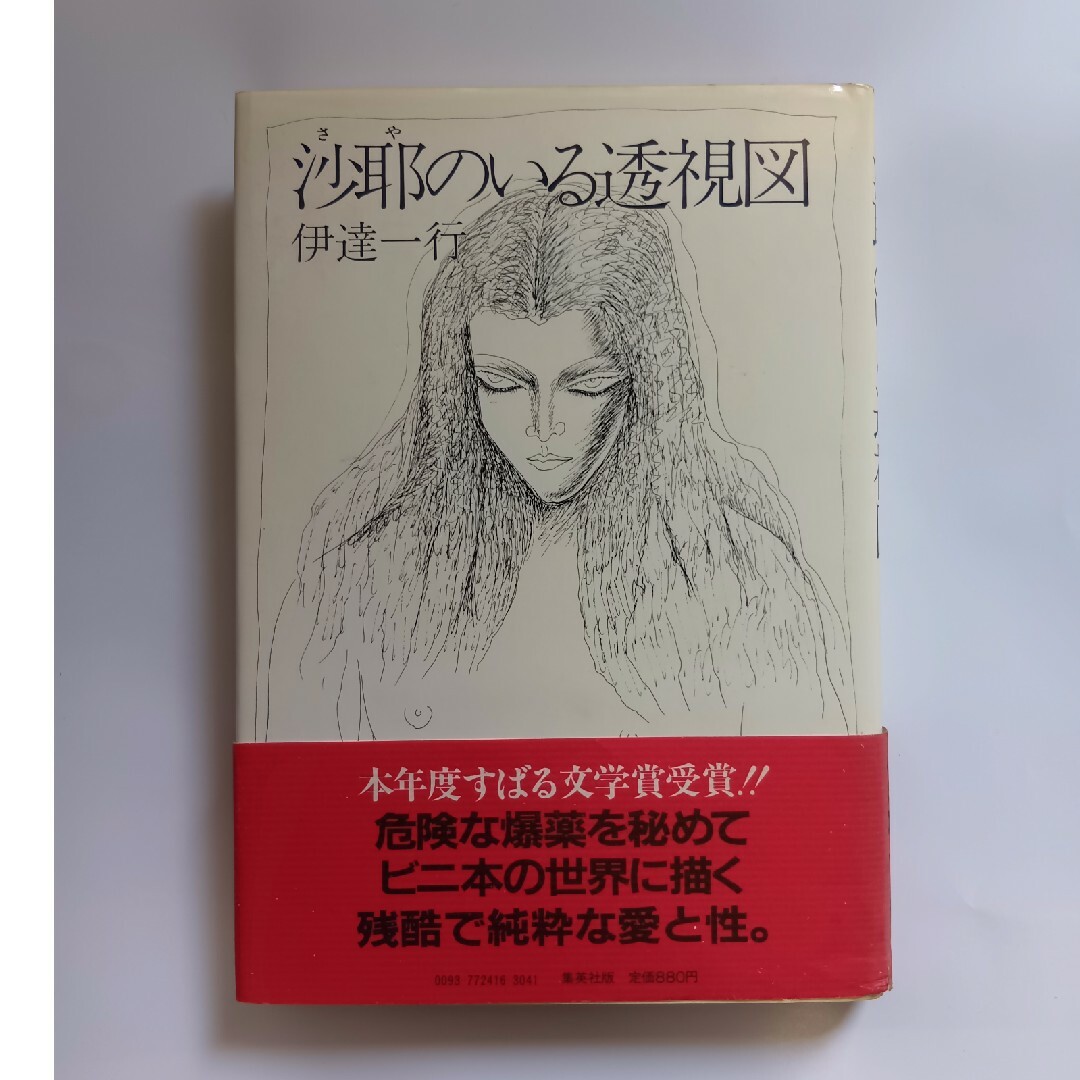 さや
沙耶のいる透視図
伊達一行
本年度すばる文学賞受賞!!
危険な爆薬を秘めて
ビニ本の世界に描く
残酷で純粋な愛と性。
0093 772416 3041 集英社版 定価880円